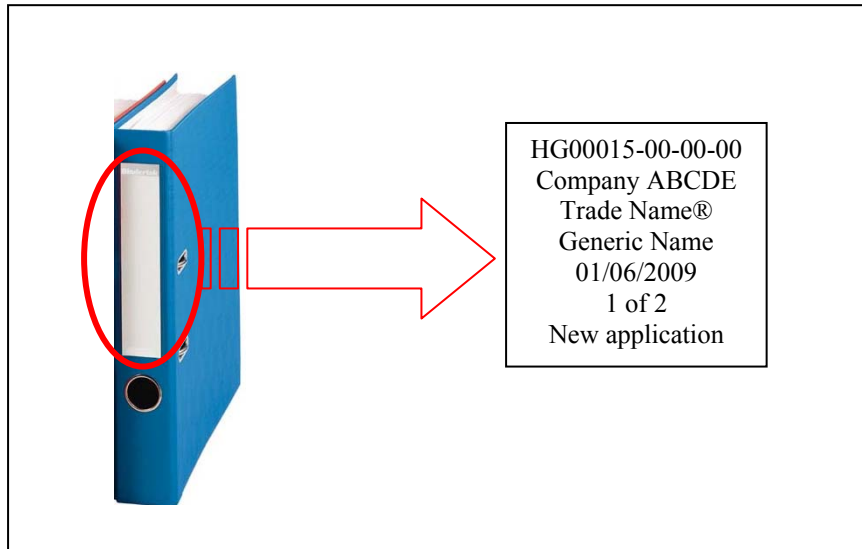 HG00015-00-00-00
Company ABCDE
Trade Name®
Generic Name
01/06/2009
1 of 2
New application